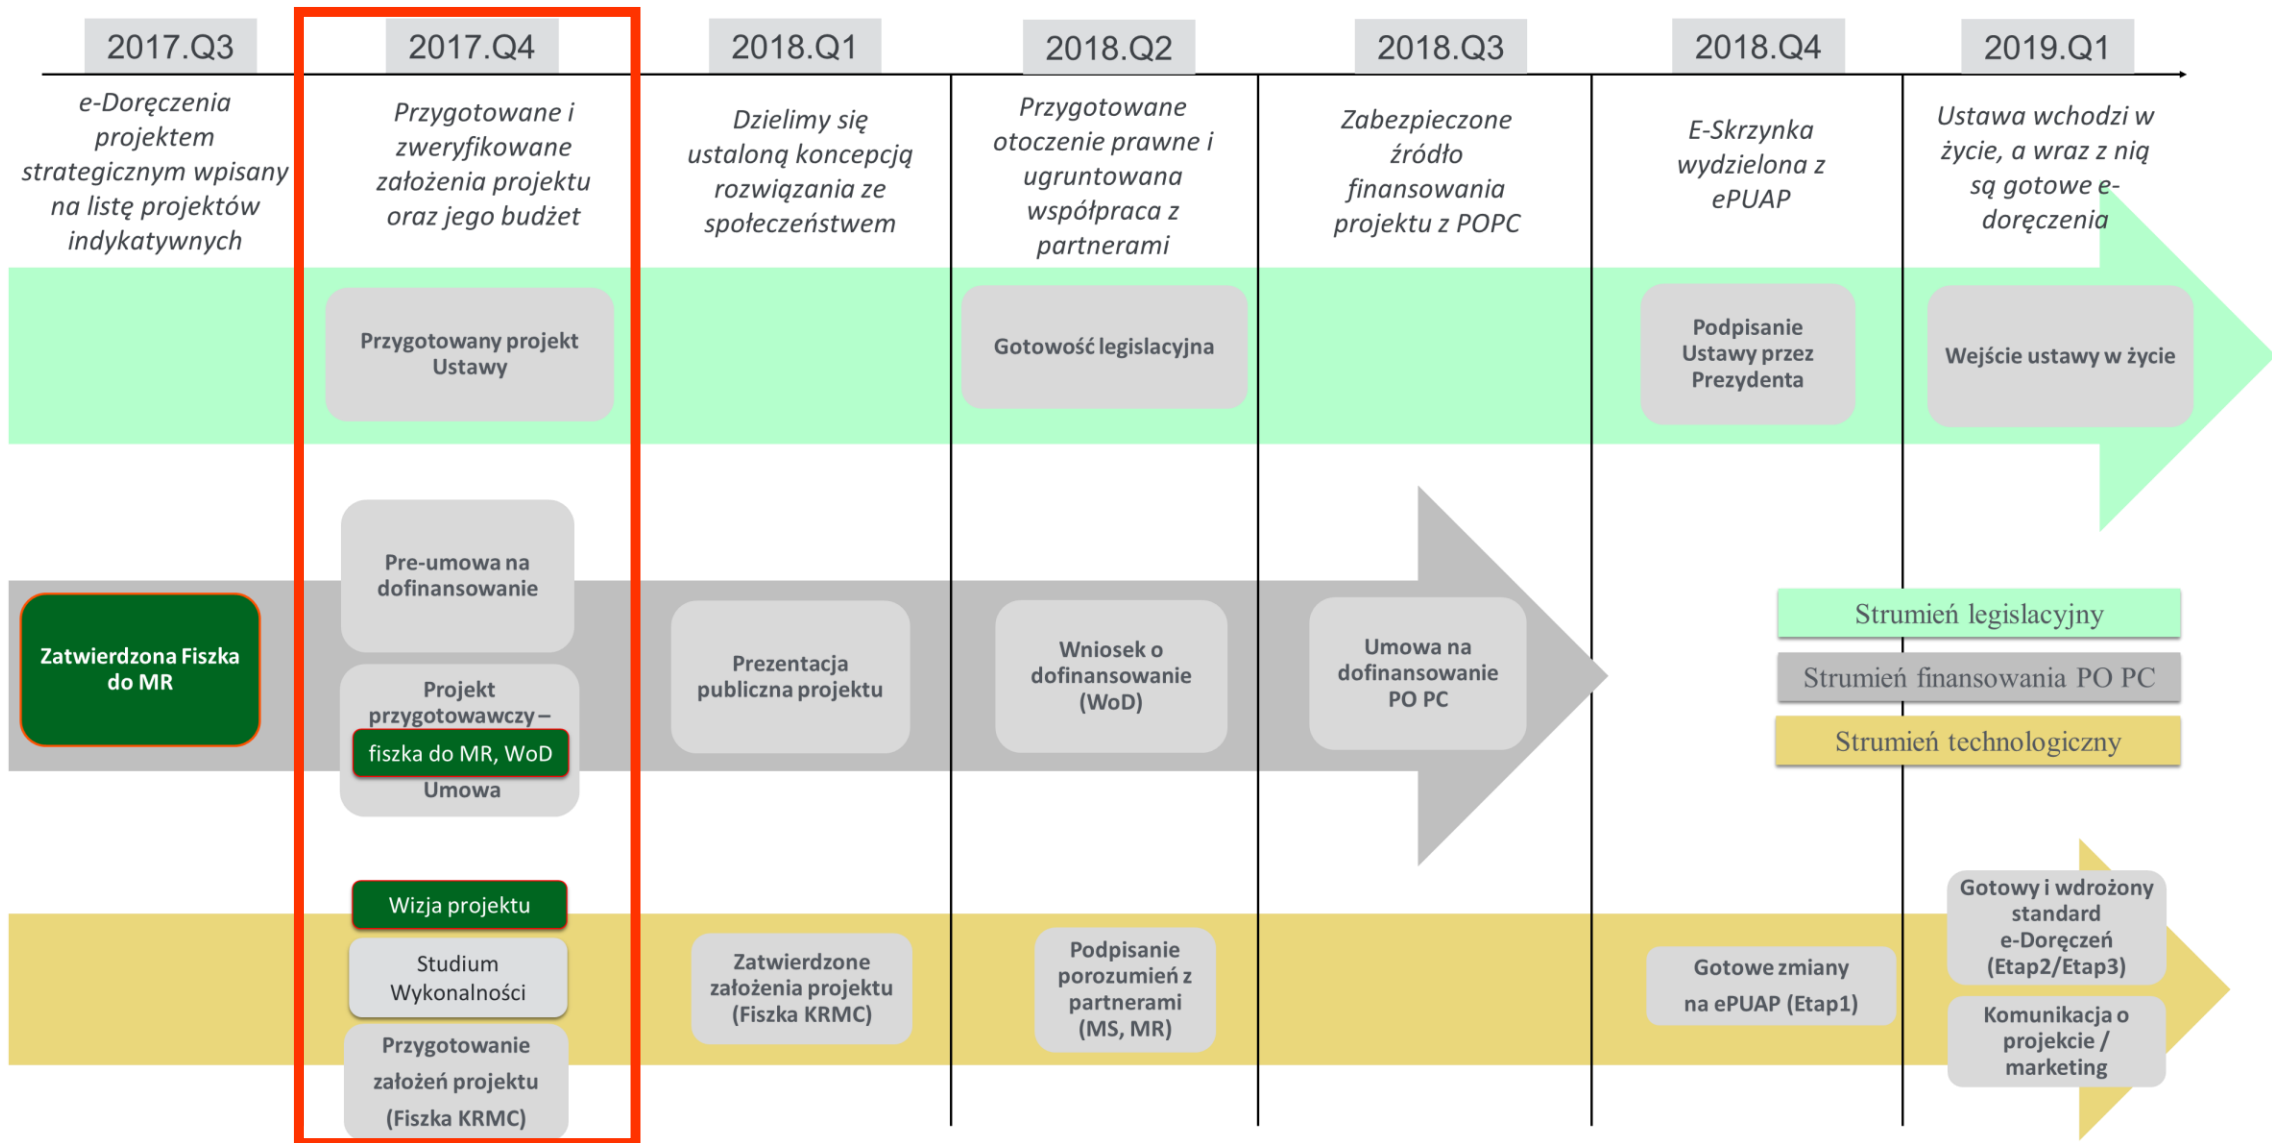 2017.Q3
2017.Q4
2018.Q1
2018.Q2
2018.Q3
2018.Q4
2019.Q1
e-Doręczenia
projektem
strategicznym wpisany
na listę projektów
indykatywnych
Przygotowane i
zweryfikowane
założenia projektu
oraz jego budżet
Dzielimy się
ustaloną koncepcją
rozwiązania ze
społeczeństwem
Przygotowane
otoczenie prawne i
ugruntowana
współpraca z
partnerami
Zabezpieczone
źródło
finansowania
projektu z POPC
E-Skrzynka
wydzielona z
ePUAP
Ustawa wchodzi w
życie, a wraz z nią
są gotowe e-
doręczenia
Przygotowany projekt
Ustawy
Gotowość legislacyjna
Podpisanie
Ustawy przez
Prezydenta
Wejście ustawy w życie
Zatwierdzona Fiszka
do MR
Pre-umowa na
dofinansowanie
Projekt
przygotowawczy –
fiszka do MR, WoD
Umowa
Prezentacja
publiczna projektu
Wniosek o
dofinansowanie
(WoD)
Umowa na
dofinansowanie
PO PC
Strumień legislacyjny
Strumień finansowania PO PC
Strumień technologiczny
Wizja projektu
Studium
Wykonalności
Przygotowanie
założeń projektu
(Fiszka KRMC)
Zatwierdzone
założenia projektu
(Fiszka KRMC)
Podpisanie
porozumień z
partnerami
(MS, MR)
Gotowe zmiany
na ePUAP (Etap1)
Gotowy i wdrożony
standard
e-Doręczeń
(Etap2/Etap3)
Komunikacja o
projekcie /
marketing